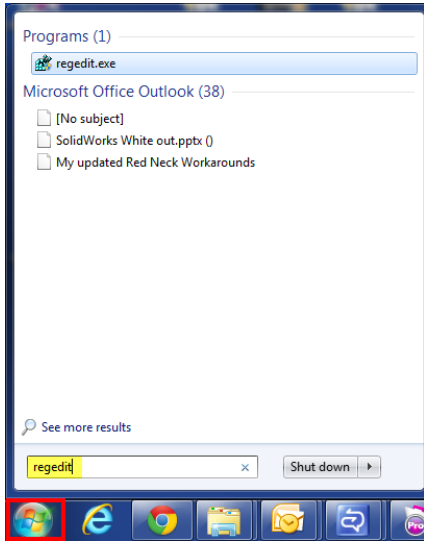 Programs (1)
regedit.exe
Microsoft Office Outlook (38)
[No subject]
SolidWorks White out.pptx ()
My updated Red Neck Workarounds
See more results
regedit
Shut down
Pro